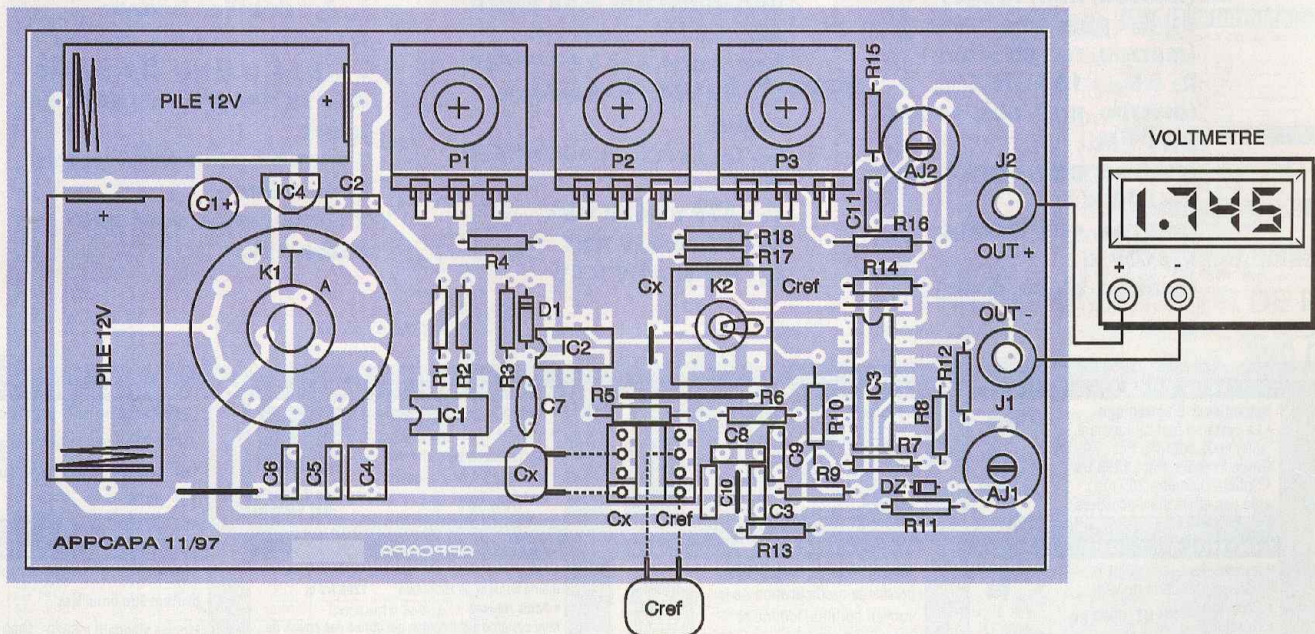 PILE 12V
+
P1
P2
P3
R15
AJ2
J2
VOLTMETRE
1.745
+
-
OUT +
C1+
IC4
C2
C11
R16
R4
R18
R17
R14
+
PILE 12V
1
K1
A
Cx
K2
Cref
OUT -
R1
R2
R3
D1
IC2
IC3
R12
J1
IC1
C7
R5
R6
R10
R8
C8
C9
R7
C6
C5
C4
Cx
C10
C3
R9
DZ
AJ1
R11
Cx
Cref
R13
APPCAPA 11/97
APPCAPA
Cref